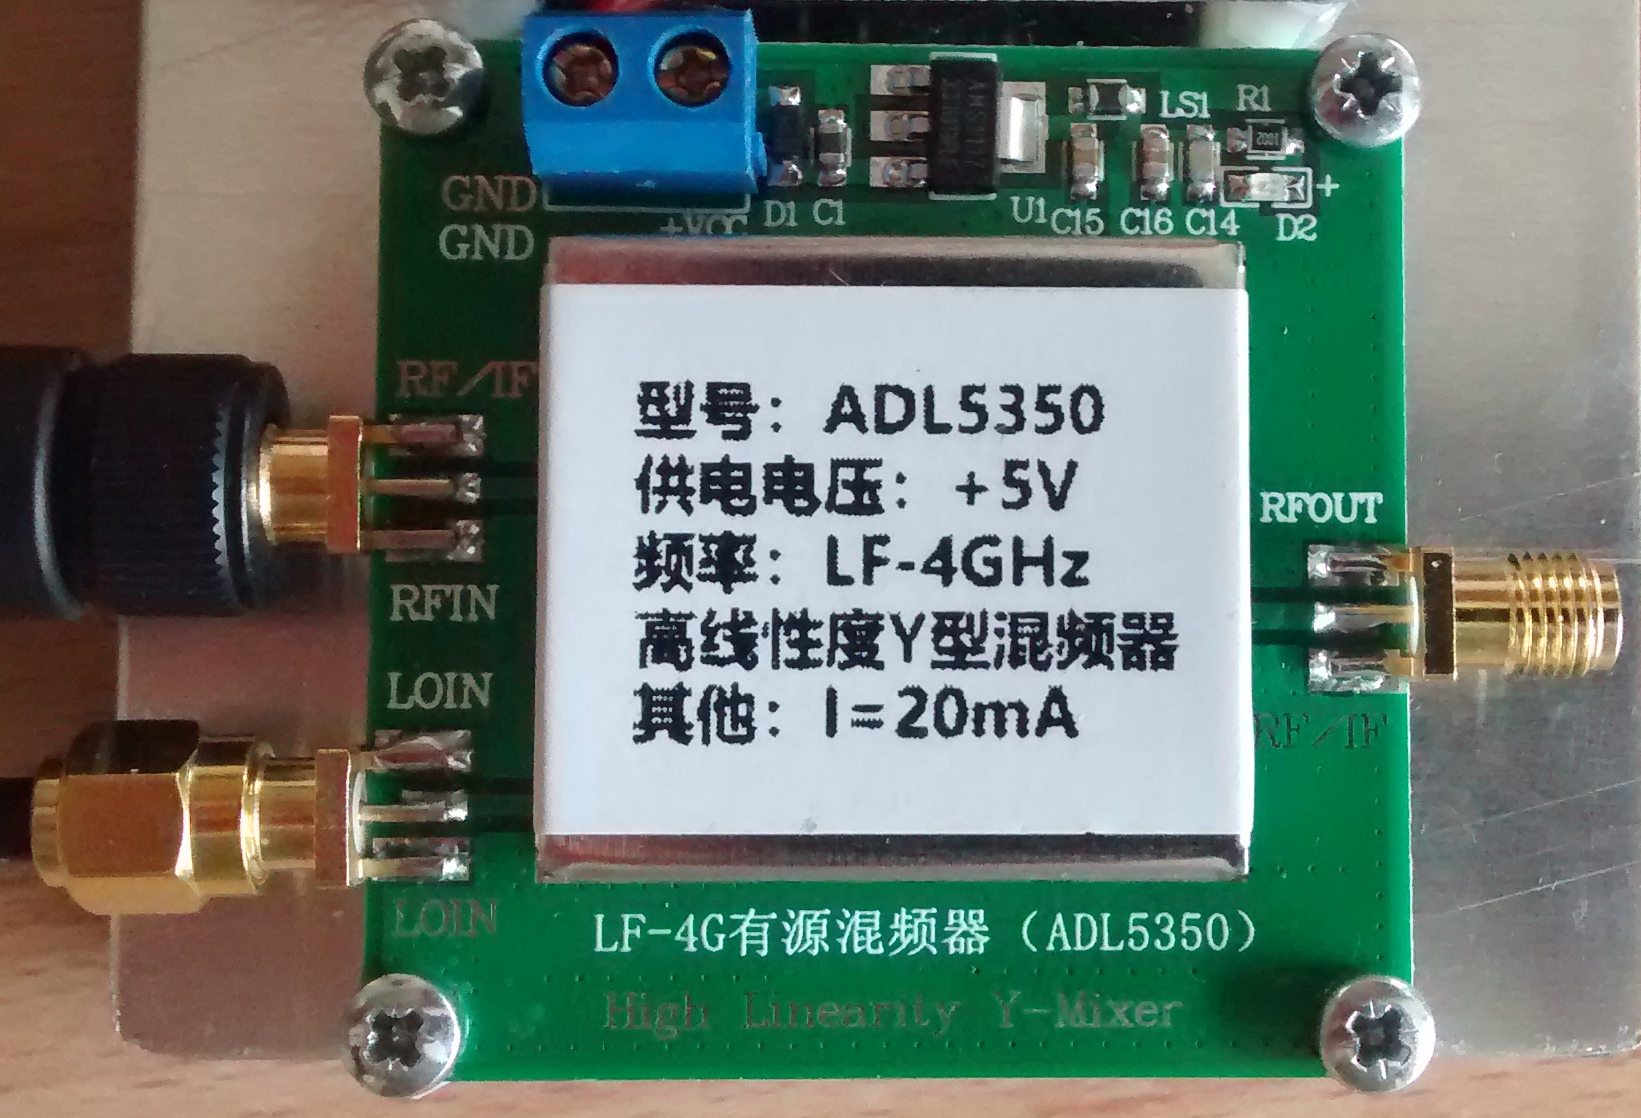 LS1
R1
AMS1117
2001
GND
+VCC
D1
C1
U1
C15
C16
C14
D2
+
GND
RF/IF
型号：ADL5350
供电电压：+5V
频率：LF-4GHz
离线性度Y型混频器
其他：I=20mA
RFOUT
RFIN
LOIN
RF/IF
LOIN
LF-4G有源混频器（ADL5350）
High Linearity Y-Mixer